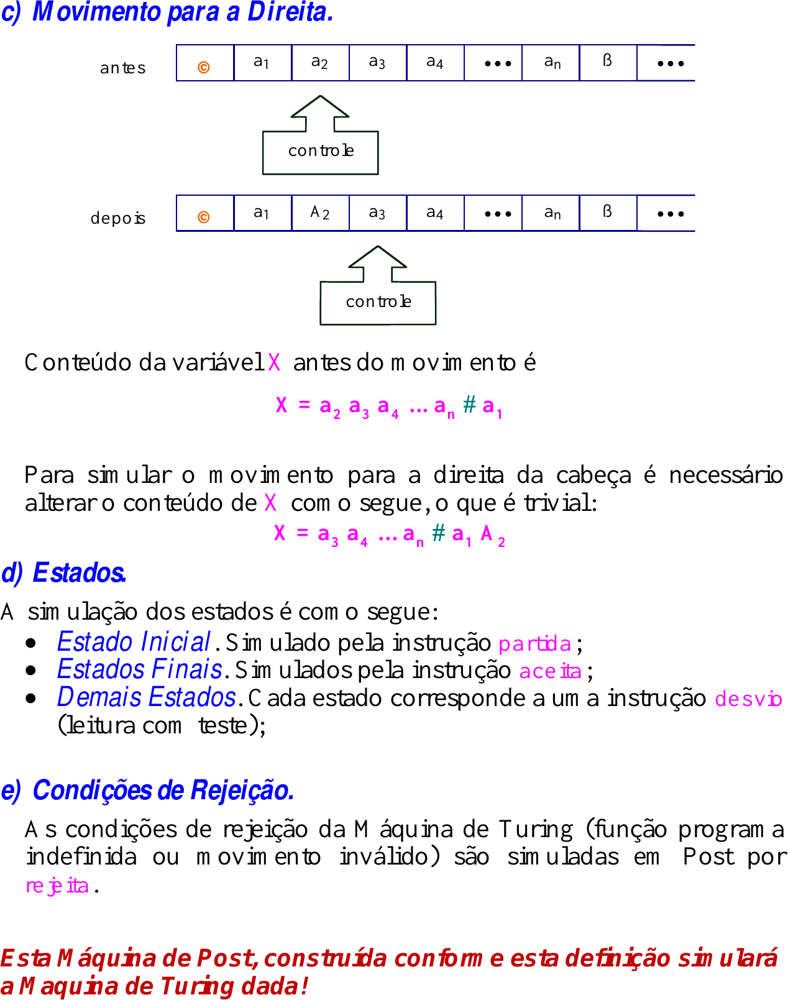 c) Movimento para a Direita.
antes © a1 a2 a3 a4 ••• an ß •••
controle
depois © a1 A2 a3 a4 ••• an ß •••
controle
Conteúdo da variável X antes do movimento é
X = a2 a3 a4 ... an # a1
Para simular o movimento para a direita da cabeça é necessário
alterar o conteúdo de X como segue, o que é trivial:
X = a3 a4 ... an # a1 A2
d) Estados.
A simulação dos estados é como segue:
• Estado Inicial. Simulado pela instrução partida;
• Estados Finais. Simulados pela instrução aceita;
• Demais Estados. Cada estado corresponde a uma instrução desvio
(leitura com teste);
e) Condições de Rejeição.
As condições de rejeição da Máquina de Turing (função programa
indefinida ou movimento inválido) são simuladas em Post por
rejeita.
Esta Máquina de Post, construída conforme esta definição simulará
a Maquina de Turing dada!